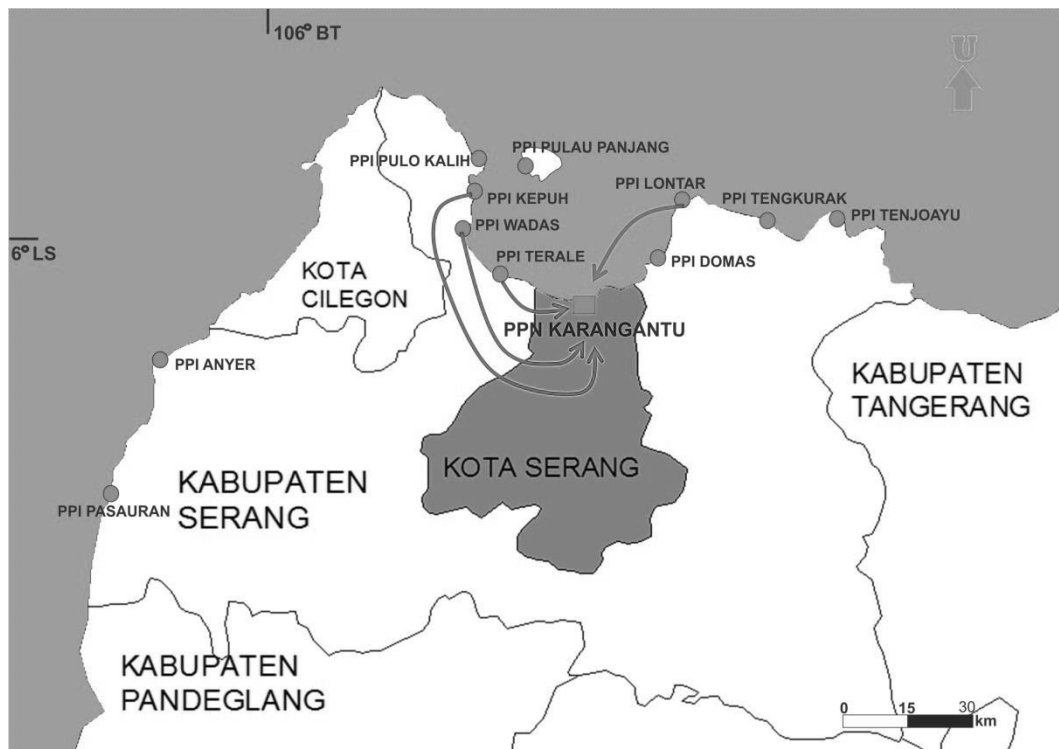 106° BT
U
PPI PULO KALIH
PPI PULAU PANJANG
PPI KEPUH
PPI LONTAR
PPI TENGKURAK
PPI TENJOAYU
PPI WADAS
6° LS
PPI TERALE
PPI DOMAS
KOTA
CILEGON
PPN KARANGANTU
PPI ANYER
KABUPATEN
TANGERANG
KOTA SERANG
KABUPATEN
SERANG
PPI PASAURAN
KABUPATEN
PANDEGLANG
0 15 30
km